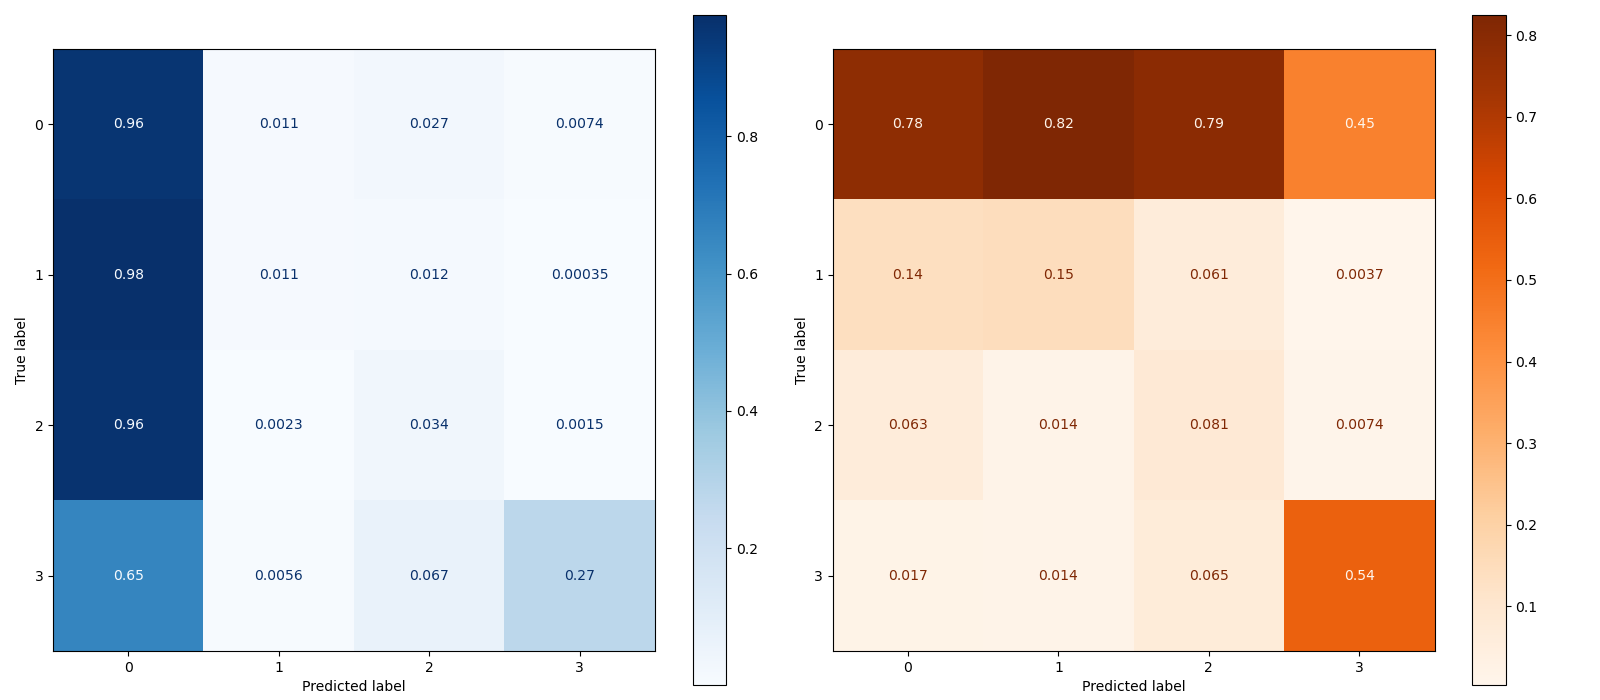 0 0.96 0.011 0.027 0.0074
1 0.98 0.011 0.012 0.00035
2 0.96 0.0023 0.034 0.0015
3 0.65 0.0056 0.067 0.27
0 1 2 3
True label
Predicted label
0.8
0.6
0.4
0.2
0 0.78 0.82 0.79 0.45
1 0.14 0.15 0.061 0.0037
2 0.063 0.014 0.081 0.0074
3 0.017 0.014 0.065 0.54
0 1 2 3
True label
Predicted label
0.8
0.7
0.6
0.5
0.4
0.3
0.2
0.1